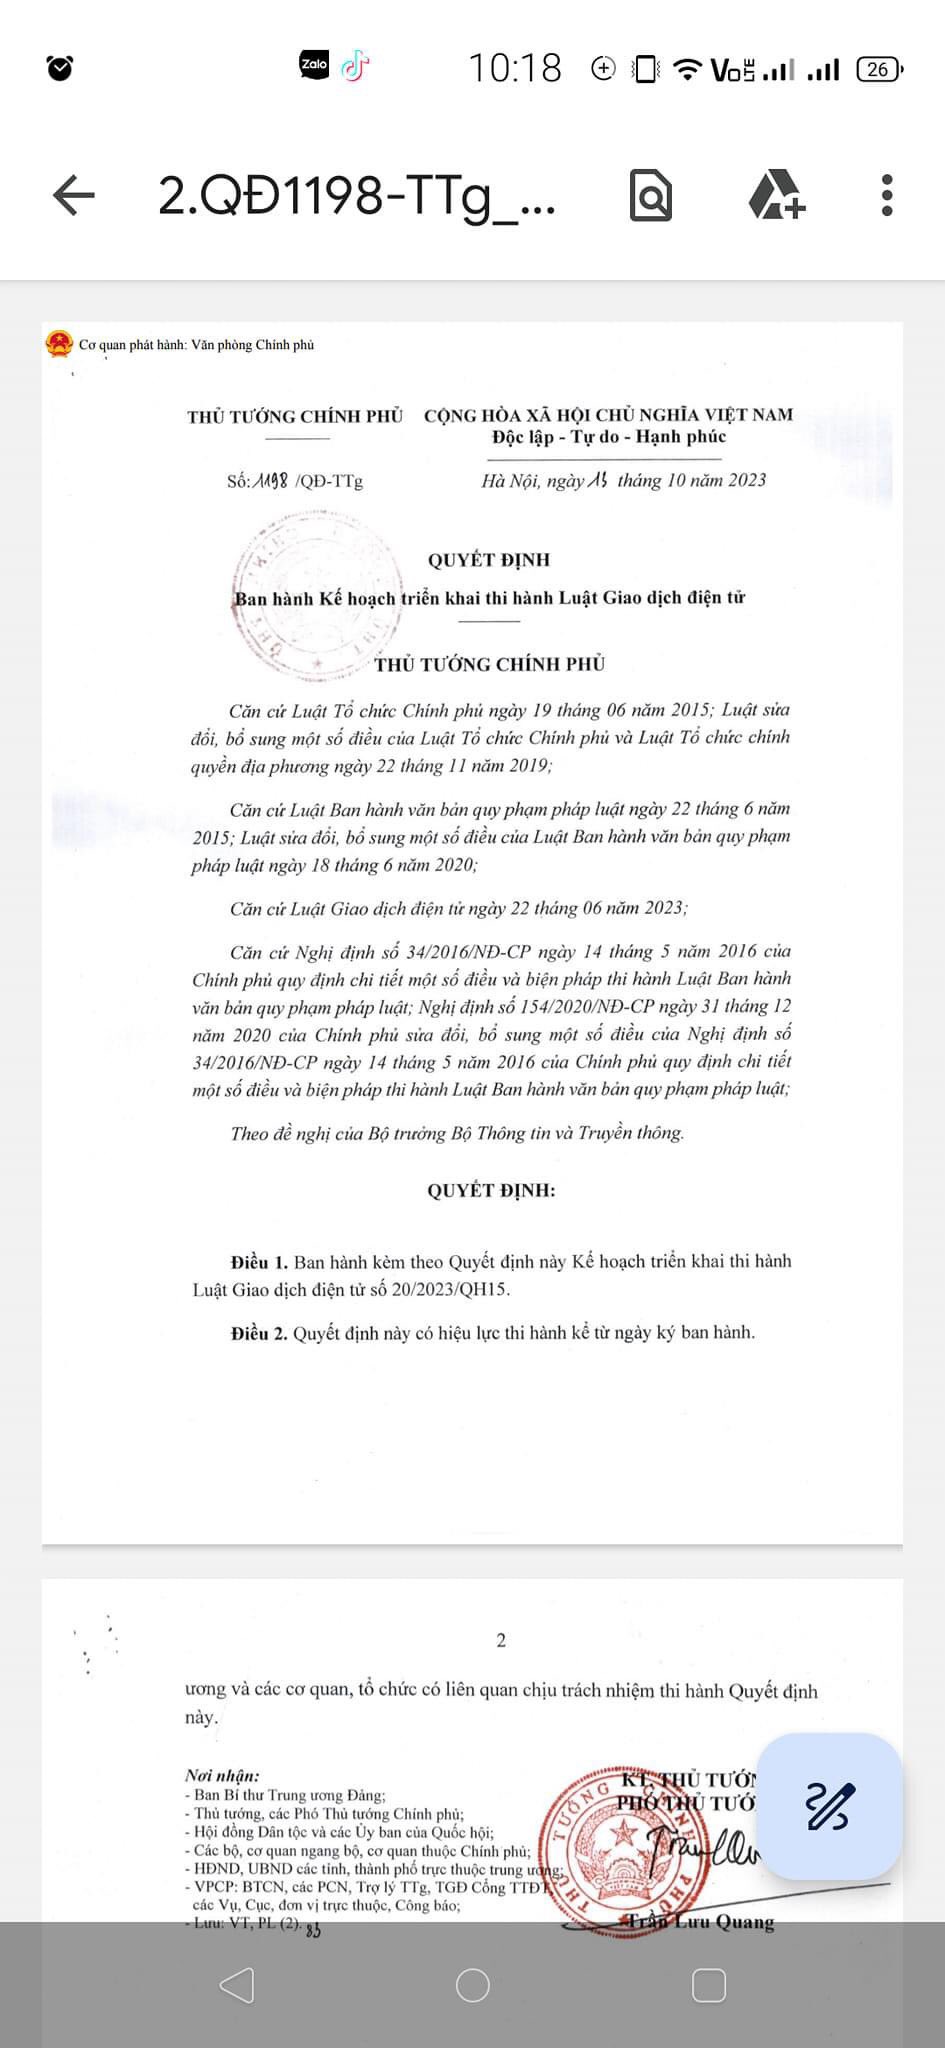 Zalo
10:18
Vo LTE
26
2.QĐ1198-TTg_...
Cơ quan phát hành: Văn phòng Chính phủ
THỦ TƯỚNG CHÍNH PHỦ
CỘNG HÒA XÃ HỘI CHỦ NGHĨA VIỆT NAM
Độc lập - Tự do - Hạnh phúc
Số: 1198 /QĐ-TTg
Hà Nội, ngày 13 tháng 10 năm 2023
QUYẾT ĐỊNH
Ban hành Kế hoạch triển khai thi hành Luật Giao dịch điện tử
THỦ TƯỚNG CHÍNH PHỦ
Căn cứ Luật Tổ chức Chính phủ ngày 19 tháng 06 năm 2015; Luật sửa
đổi, bổ sung một số điều của Luật Tổ chức Chính phủ và Luật Tổ chức chính
quyền địa phương ngày 22 tháng 11 năm 2019;
Căn cứ Luật Ban hành văn bản quy phạm pháp luật ngày 22 tháng 6 năm
2015; Luật sửa đổi, bổ sung một số điều của Luật Ban hành văn bản quy phạm
pháp luật ngày 18 tháng 6 năm 2020;
Căn cứ Luật Giao dịch điện tử ngày 22 tháng 06 năm 2023;
Căn cứ Nghị định số 34/2016/NĐ-CP ngày 14 tháng 5 năm 2016 của
Chính phủ quy định chi tiết một số điều và biện pháp thi hành Luật Ban hành
văn bản quy phạm pháp luật; Nghị định số 154/2020/NĐ-CP ngày 31 tháng 12
năm 2020 của Chính phủ sửa đổi, bổ sung một số điều của Nghị định số
34/2016/NĐ-CP ngày 14 tháng 5 năm 2016 của Chính phủ quy định chi tiết
một số điều và biện pháp thi hành Luật Ban hành văn bản quy phạm pháp luật;
Theo đề nghị của Bộ trưởng Bộ Thông tin và Truyền thông.
QUYẾT ĐỊNH:
Điều 1. Ban hành kèm theo Quyết định này Kế hoạch triển khai thi hành
Luật Giao dịch điện tử số 20/2023/QH15.
Điều 2. Quyết định này có hiệu lực thi hành kể từ ngày ký ban hành.
2
ương và các cơ quan, tổ chức có liên quan chịu trách nhiệm thi hành Quyết định
này.
Nơi nhận:
- Ban Bí thư Trung ương Đảng;
- Thủ tướng, các Phó Thủ tướng Chính phủ;
- Hội đồng Dân tộc và các Ủy ban của Quốc hội;
- Các bộ, cơ quan ngang bộ, cơ quan thuộc Chính phủ;
- HĐND, UBND các tỉnh, thành phố trực thuộc trung ương;
- VPCP: BTCN, các PCN, Trợ lý TTg, TGĐ Cổng TTĐT,
các Vụ, Cục, đơn vị trực thuộc, Công báo;
- Lưu: VT, PL (2).
KT. THỦ TƯỚN
PHÓ THỦ TƯỚ
THỦ TƯỚNG CHÍNH PHỦ
Trần Lưu Quang